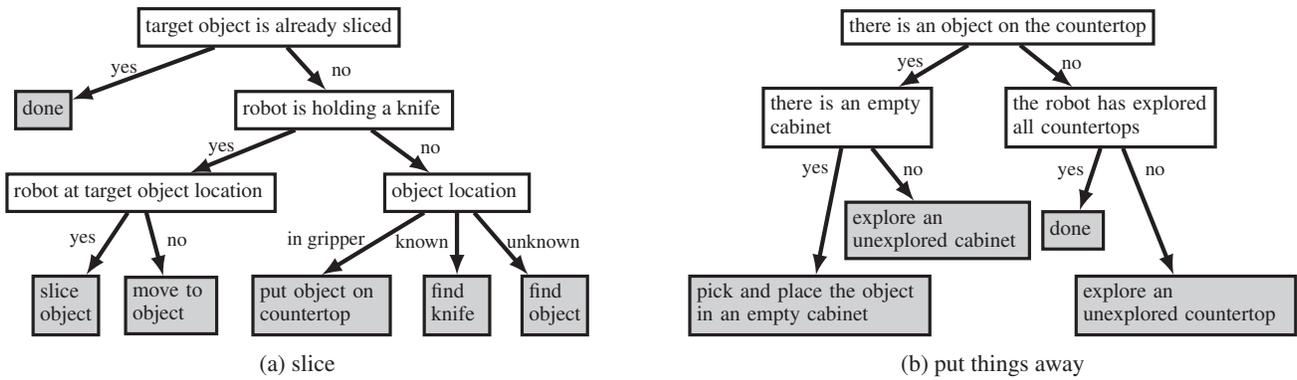 target object is already sliced
yes
no
done
robot is holding a knife
yes
no
robot at target object location
object location
yes
no
in gripper
known
unknown
slice
object
move to
object
put object on
countertop
find
knife
find
object
(a) slice
there is an object on the countertop
yes
no
there is an empty
cabinet
the robot has explored
all countertops
yes
no
yes
no
explore an
unexplored cabinet
done
pick and place the object
in an empty cabinet
explore an
unexplored countertop
(b) put things away